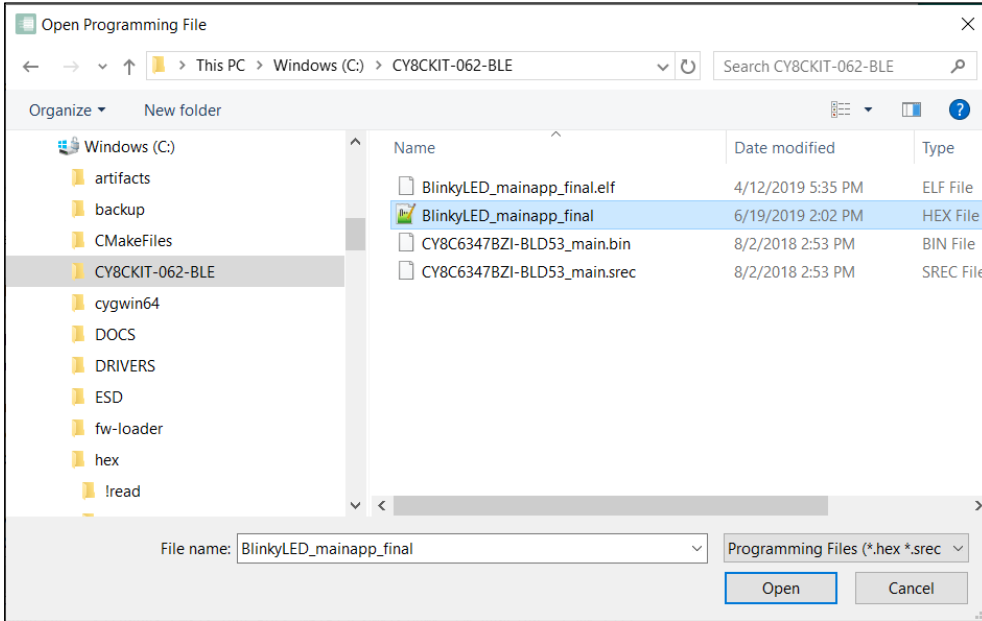 Open Programming File
This PC > Windows (C:) > CY8CKIT-062-BLE
Search CY8CKIT-062-BLE
Organize
New folder
?
Windows (C:)
artifacts
backup
CMakeFiles
CY8CKIT-062-BLE
cygwin64
DOCS
DRIVERS
ESD
fw-loader
hex
!read
Name Date modified Type
BlinkyLED_mainapp_final.elf 4/12/2019 5:35 PM ELF File
BlinkyLED_mainapp_final 6/19/2019 2:02 PM HEX File
CY8C6347BZI-BLD53_main.bin 8/2/2018 2:53 PM BIN File
CY8C6347BZI-BLD53_main.srec 8/2/2018 2:53 PM SREC File
File name: BlinkyLED_mainapp_final
Programming Files (*.hex *.srec
Open Cancel